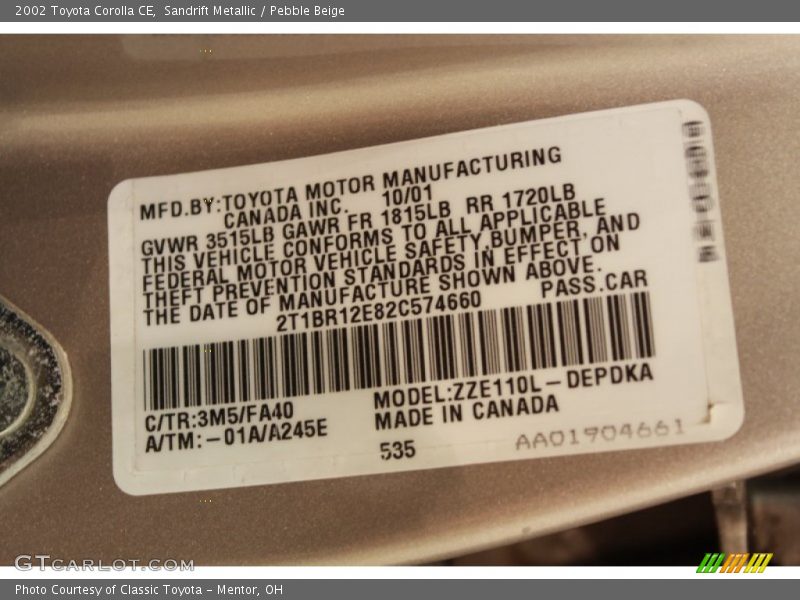 2002 Toyota Corolla CE, Sandrift Metallic / Pebble Beige
MFD.BY:TOYOTA MOTOR MANUFACTURING
CANADA INC. 10/01
GVWR 3515LB GAWR FR 1815LB RR 1720LB
THIS VEHICLE CONFORMS TO ALL APPLICABLE
FEDERAL MOTOR VEHICLE SAFETY,BUMPER, AND
THEFT PREVENTION STANDARDS IN EFFECT ON
THE DATE OF MANUFACTURE SHOWN ABOVE.
2T1BR12E82C574660 PASS.CAR
C/TR:3M5/FA40 MODEL:ZZE110L-DEPDKA
A/TM:-01A/A245E MADE IN CANADA
535 AA01904661
GTCARLOT.COM
Photo Courtesy of Classic Toyota - Mentor, OH